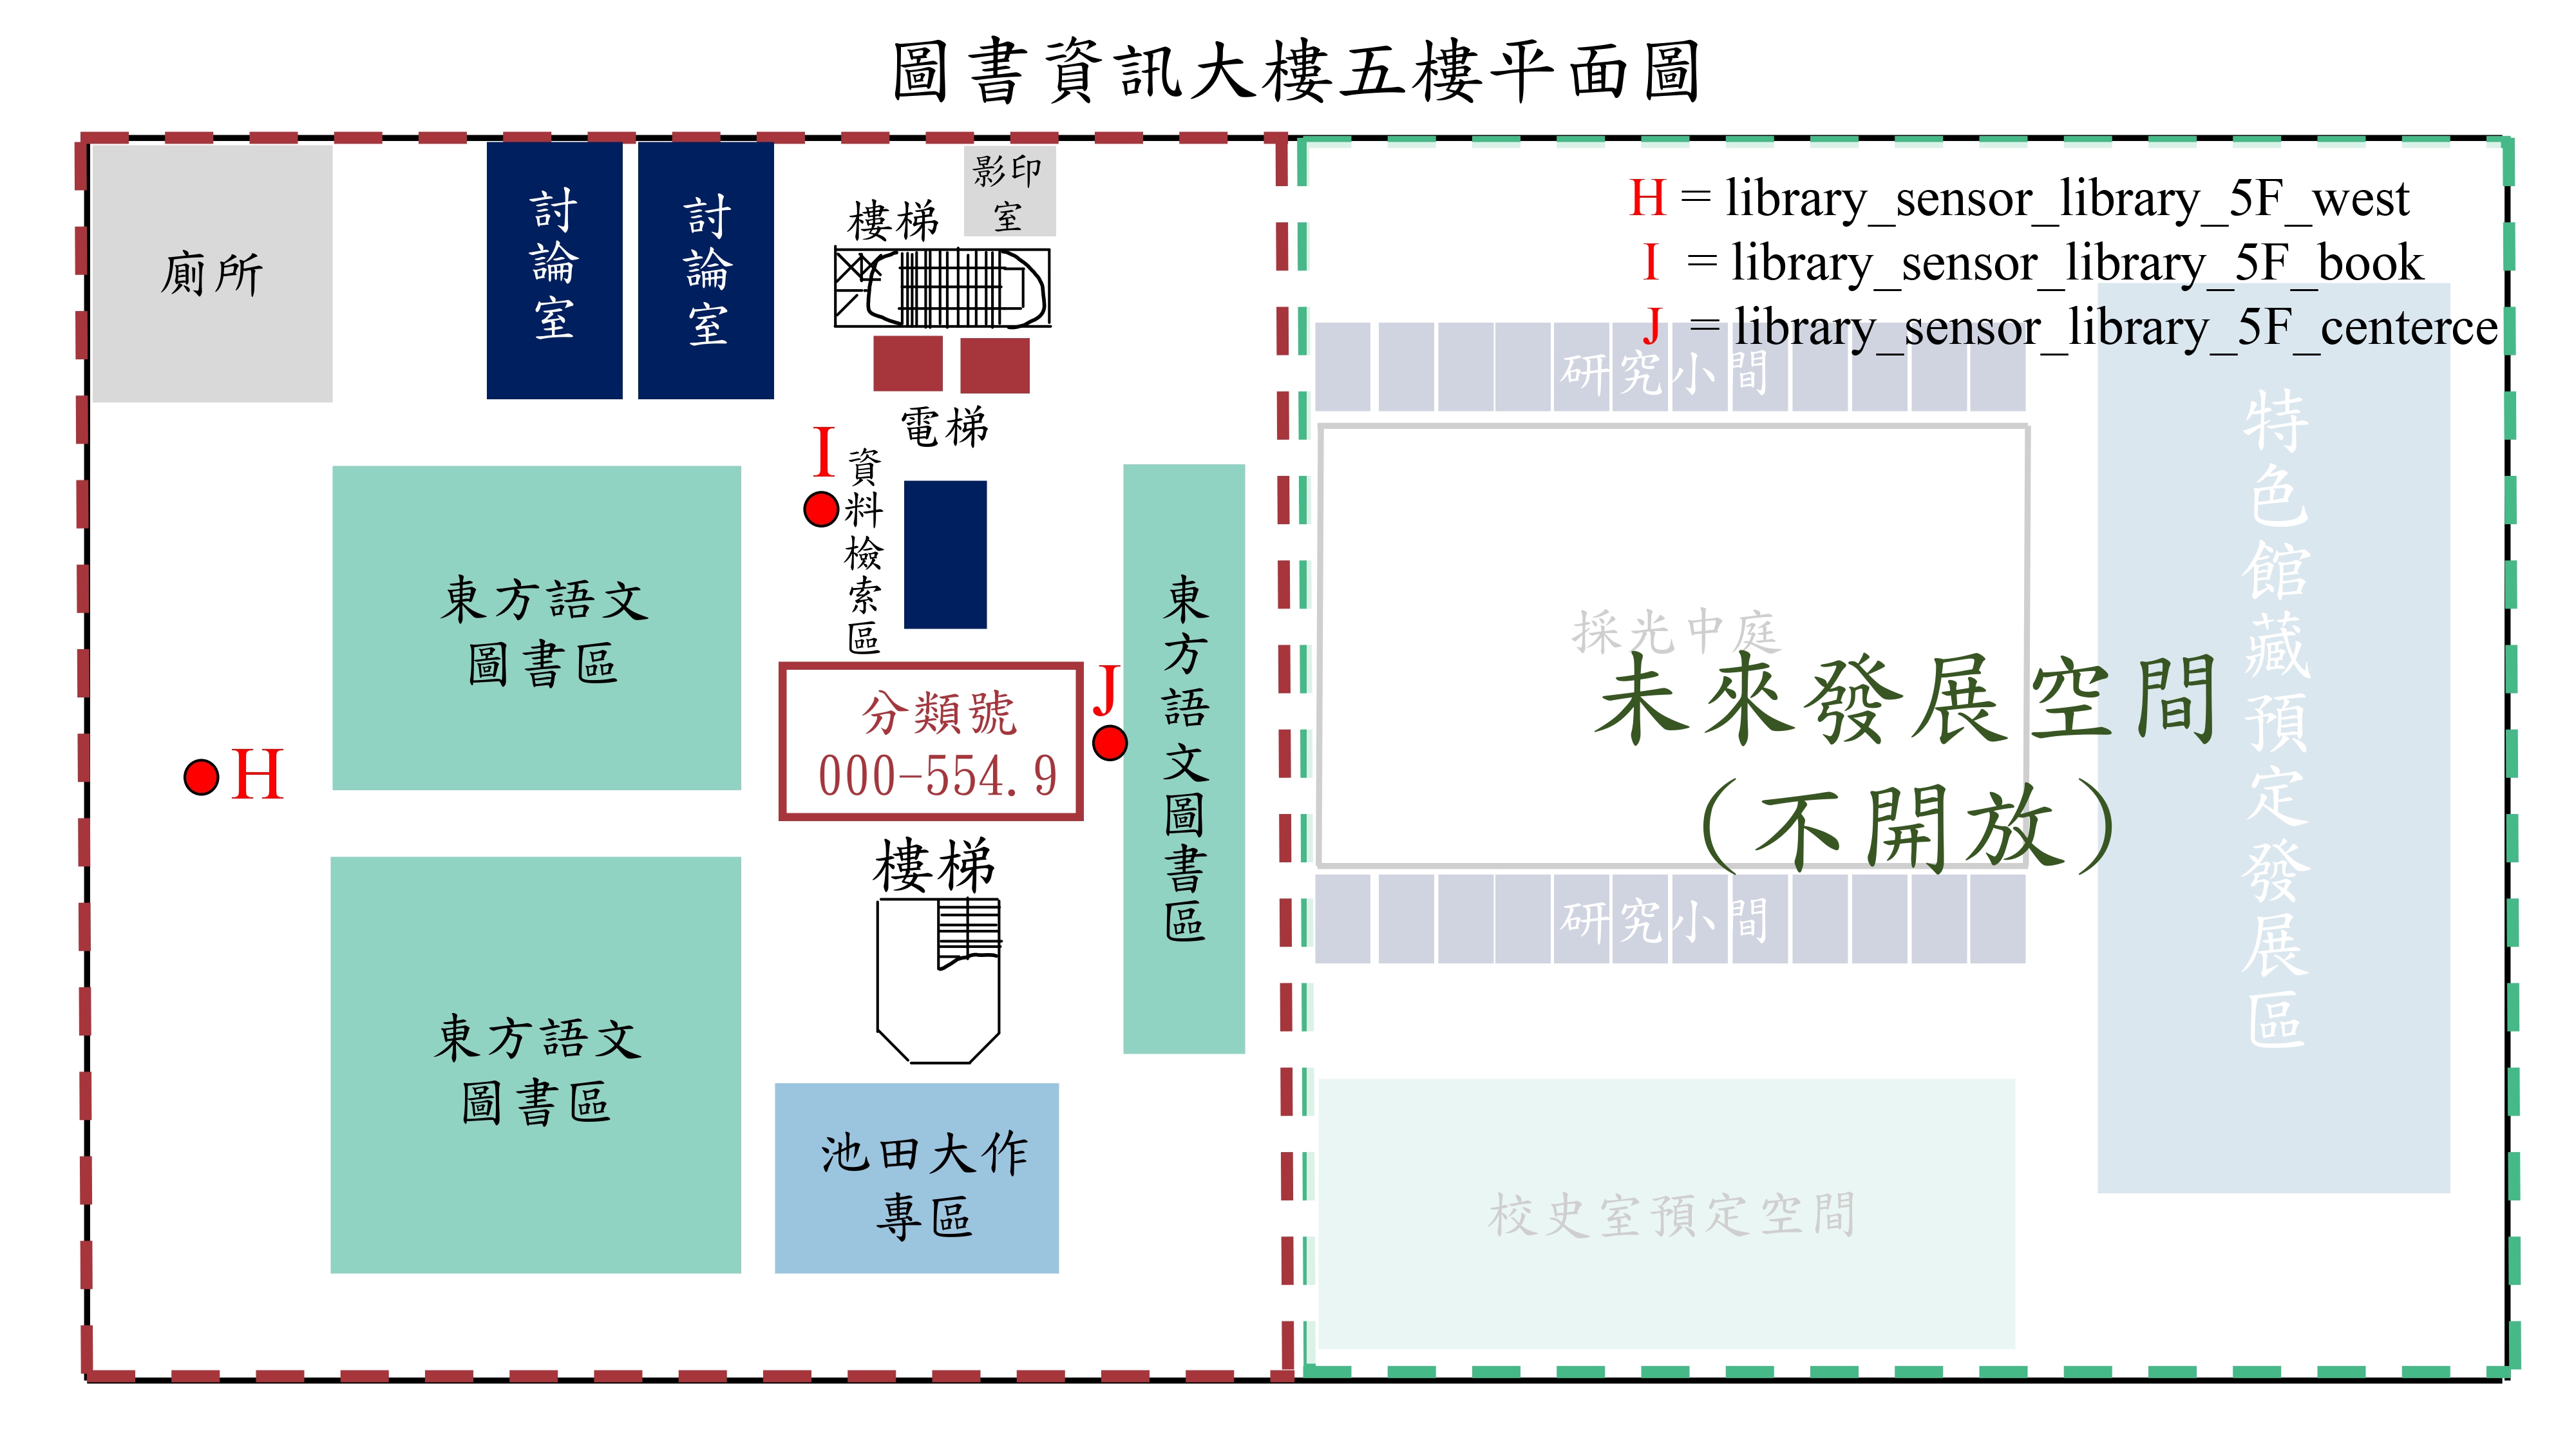 圖書資訊大樓五樓平面圖
廁所
討論室
討論室
樓梯
影印
室
電梯
I
資料檢索區
東方語文
圖書區
H
分類號
000-554.9
J
東方語文圖書區
樓梯
東方語文
圖書區
池田大作
專區
H = library_sensor_library_5F_west
I = library_sensor_library_5F_book
J = library_sensor_library_5F_centerce
研究小間
採光中庭
未來發展空間
(不開放)
特色館藏預定發展區
研究小間
校史室預定空間